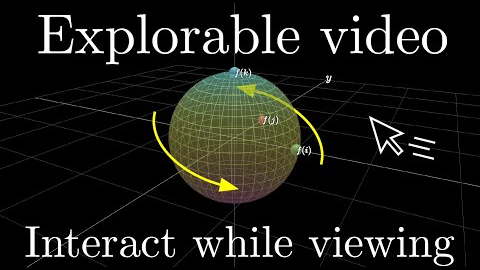 Explorable video
f(k)
y
f(j)
f(i)
Interact while viewing